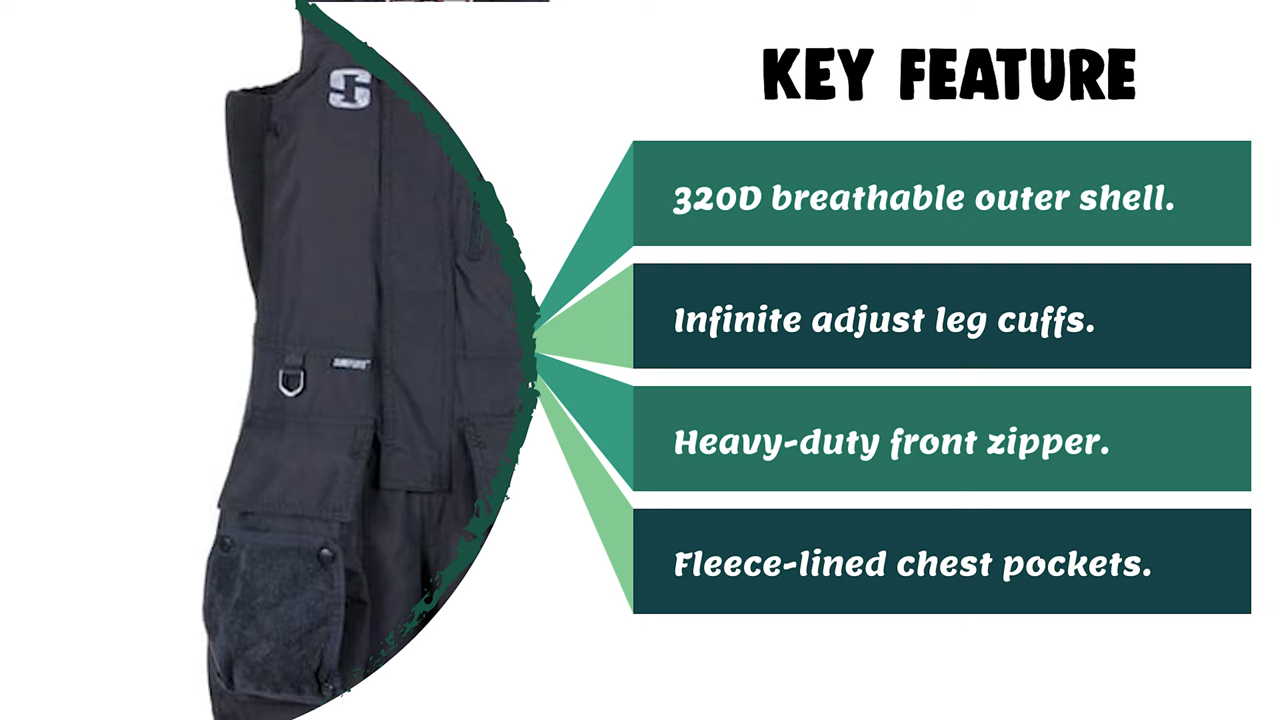 KEY FEATURE
320D breathable outer shell.
Infinite adjust leg cuffs.
Heavy-duty front zipper.
Fleece-lined chest pockets.